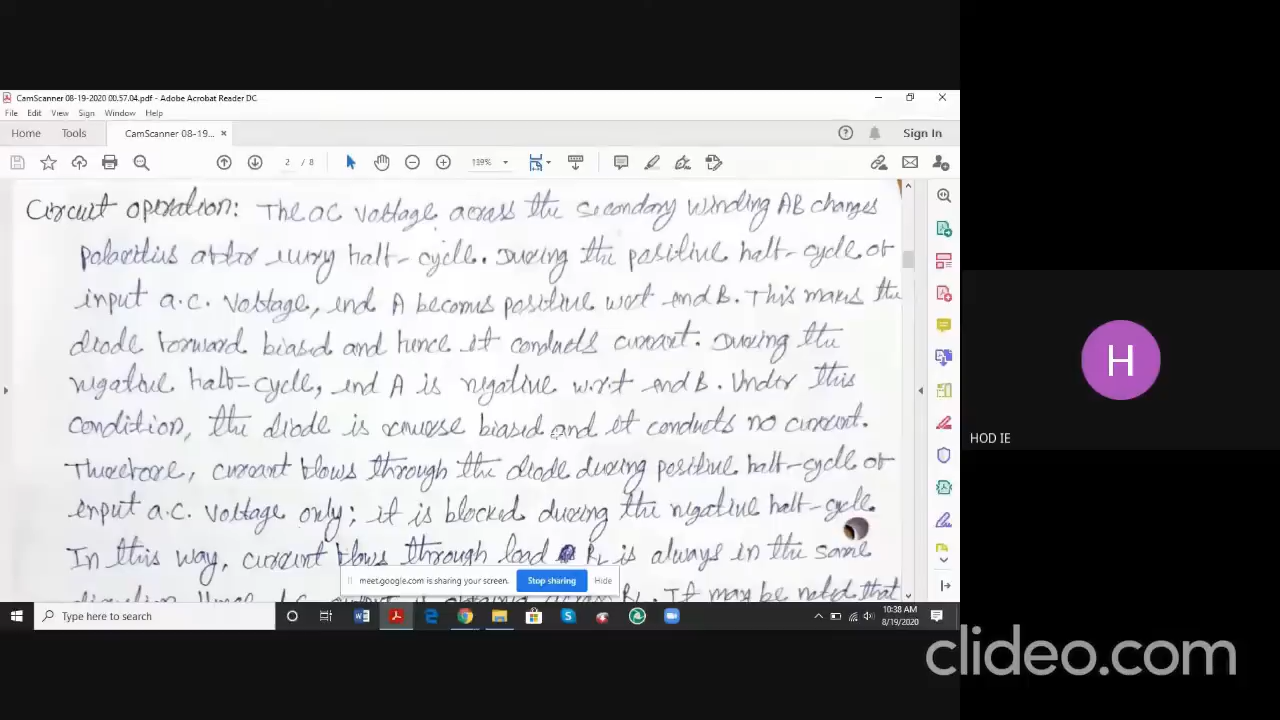 CamScanner 08-19-2020 00.57.04.pdf - Adobe Acrobat Reader DC
File Edit View Sign Window Help
Home Tools CamScanner 08-19... × Sign In
2 / 8 139%
Circuit operation: The ac voltage across the secondary winding AB changes
polarities after every half-cycle. During the positive half-cycle of
input a.c. voltage, end A becomes positive w.r.t end B. This makes the
diode forward biased and hence it conducts current. During the
negative half-cycle, end A is negative w.r.t end B. Under this
condition, the diode is reverse biased and it conducts no current.
Therefore, current flows through the diode during positive half-cycle of
input a.c. voltage only; it is blocked during the negative half-cycle.
In this way, current flows through load RL is always in the same
RL. It may be noted that
meet.google.com is sharing your screen. Stop sharing Hide
Type here to search
10:38 AM
8/19/2020
H
HOD IE
clideo.com